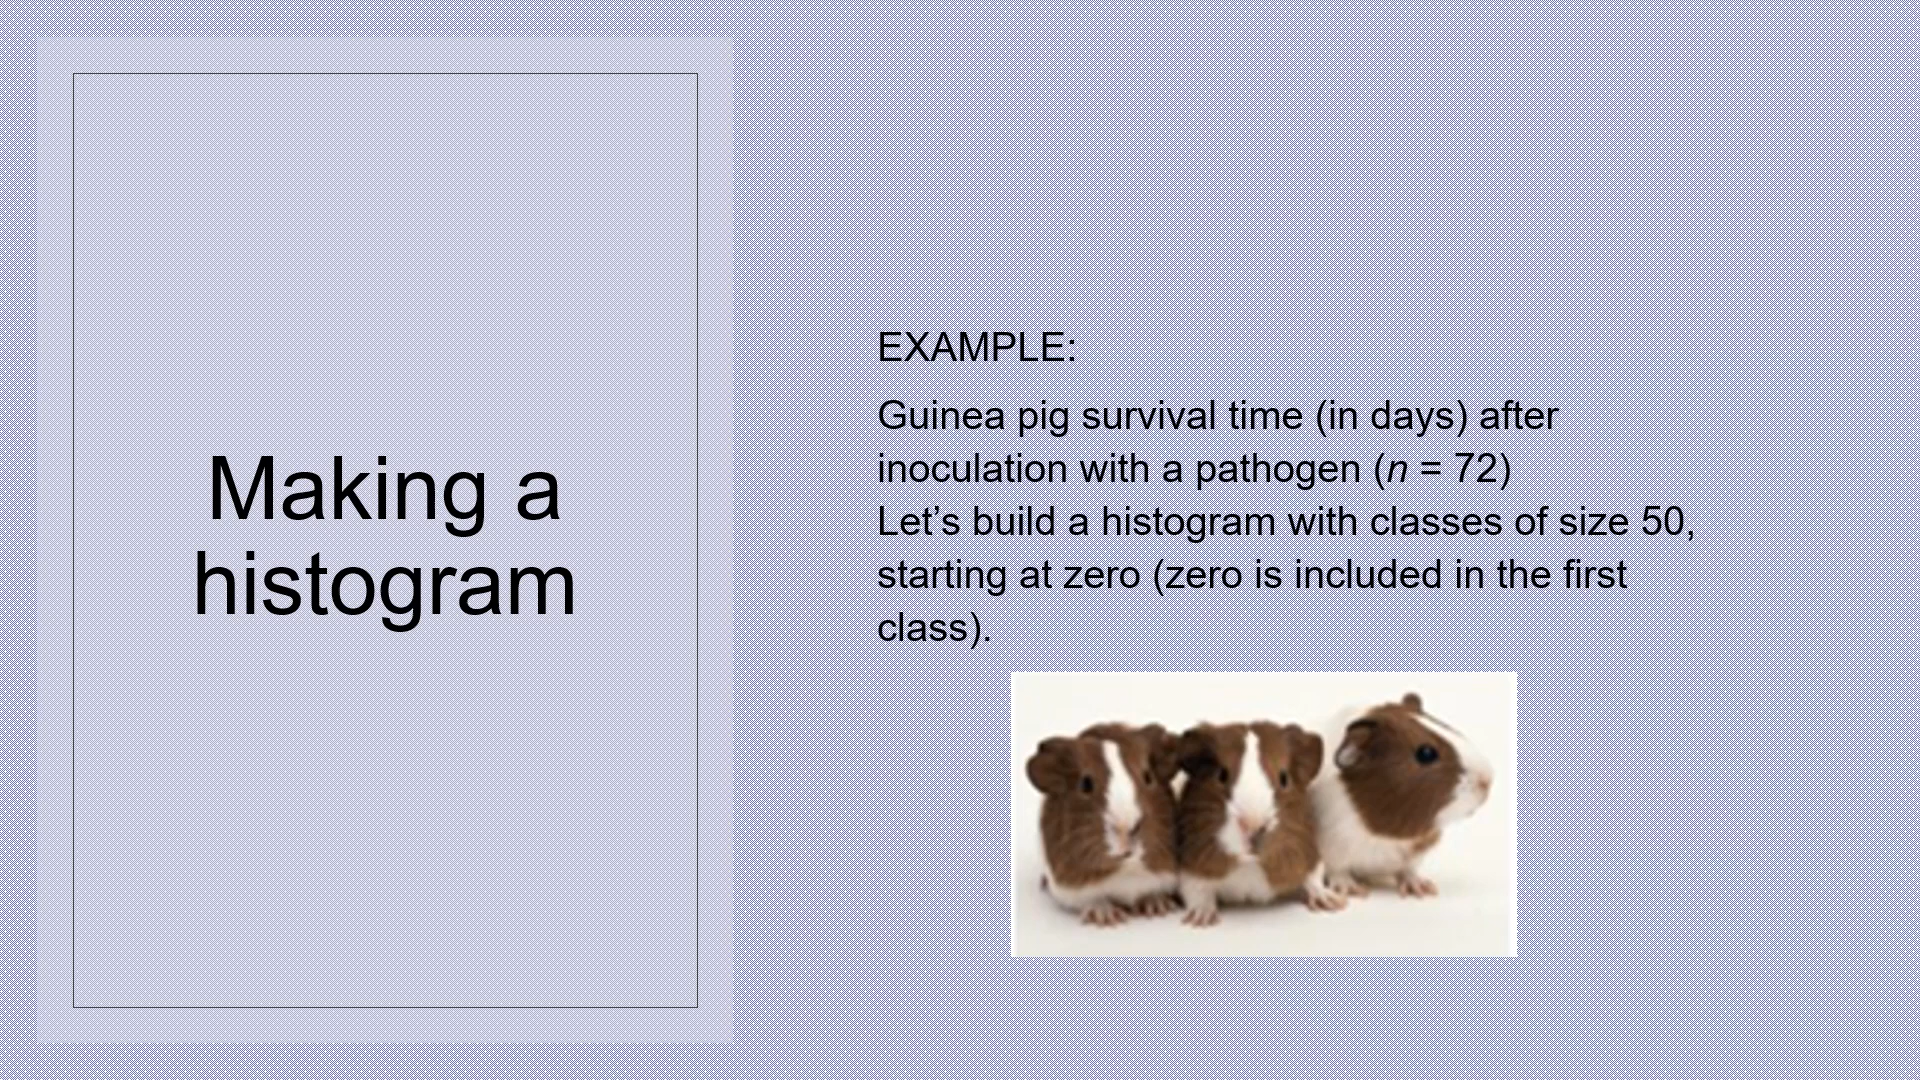 Making a
histogram
EXAMPLE:
Guinea pig survival time (in days) after
inoculation with a pathogen (n = 72)
Let’s build a histogram with classes of size 50,
starting at zero (zero is included in the first
class).